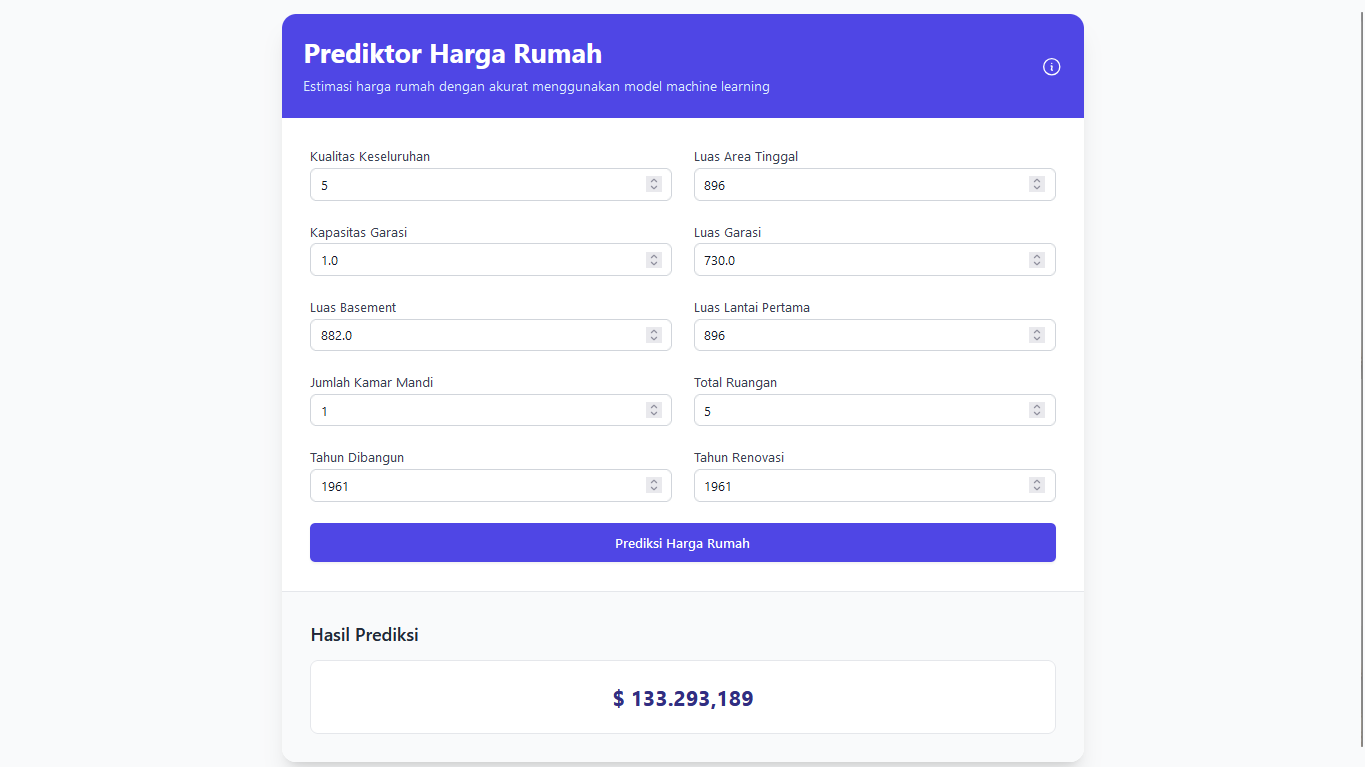 Prediktor Harga Rumah
Estimasi harga rumah dengan akurat menggunakan model machine learning
Kualitas Keseluruhan
5
Luas Area Tinggal
896
Kapasitas Garasi
1.0
Luas Garasi
730.0
Luas Basement
882.0
Luas Lantai Pertama
896
Jumlah Kamar Mandi
1
Total Ruangan
5
Tahun Dibangun
1961
Tahun Renovasi
1961
Prediksi Harga Rumah
Hasil Prediksi
$ 133.293,189